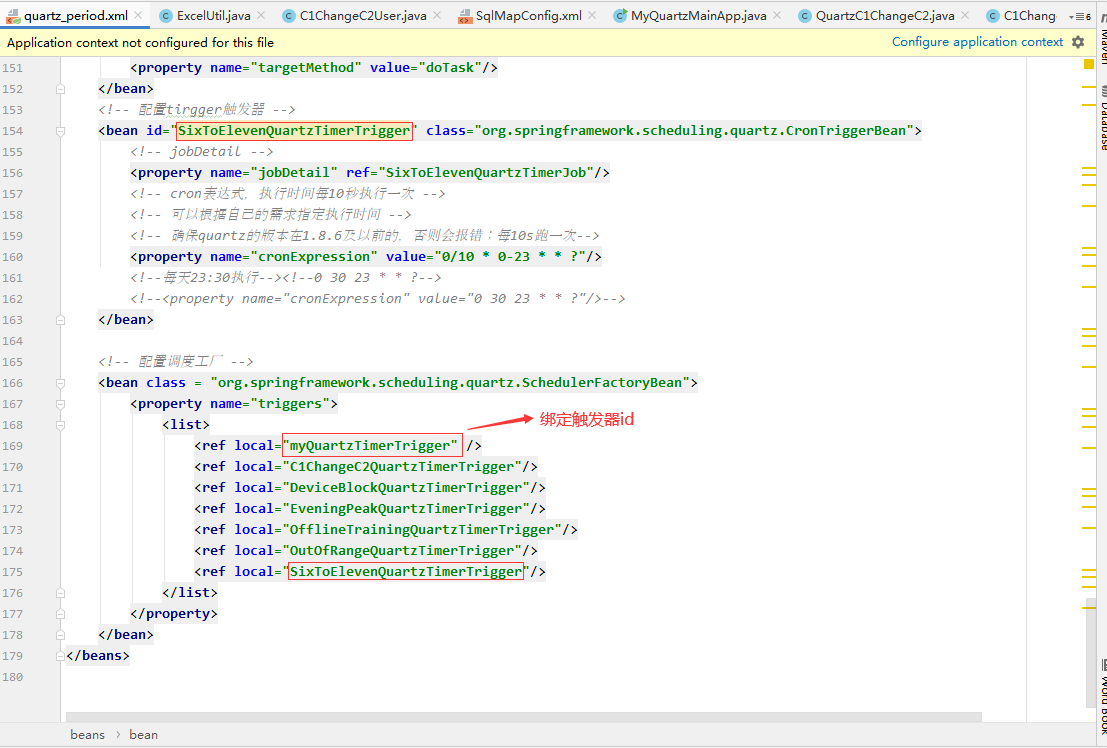 quartz_period.xml
ExcelUtil.java
C1ChangeC2User.java
SqlMapConfig.xml
MyQuartzMainApp.java
QuartzC1ChangeC2.java
C1Chang
6
Application context not configured for this file
Configure application context
151 <property name="targetMethod" value="doTask"/>
152 </bean>
153 <!-- 配置tirgger触发器 -->
154 <bean id="SixToElevenQuartzTimerTrigger" class="org.springframework.scheduling.quartz.CronTriggerBean">
155 <!-- jobDetail -->
156 <property name="jobDetail" ref="SixToElevenQuartzTimerJob"/>
157 <!-- cron表达式，执行时间每10秒执行一次 -->
158 <!-- 可以根据自己的需求指定执行时间 -->
159 <!-- 确保quartz的版本在1.8.6及以前的，否则会报错；每10s跑一次-->
160 <property name="cronExpression" value="0/10 * 0-23 * * ?"/>
161 <!--每天23:30执行--><!--0 30 23 * * ?-->
162 <!--<property name="cronExpression" value="0 30 23 * * ?"/>-->
163 </bean>
164
165 <!-- 配置调度工厂 -->
166 <bean class = "org.springframework.scheduling.quartz.SchedulerFactoryBean">
167 <property name="triggers">
168 <list>
绑定触发器id
169 <ref local="myQuartzTimerTrigger" />
170 <ref local="C1ChangeC2QuartzTimerTrigger"/>
171 <ref local="DeviceBlockQuartzTimerTrigger"/>
172 <ref local="EveningPeakQuartzTimerTrigger"/>
173 <ref local="OfflineTrainingQuartzTimerTrigger"/>
174 <ref local="OutOfRangeQuartzTimerTrigger"/>
175 <ref local="SixToElevenQuartzTimerTrigger"/>
176 </list>
177 </property>
178 </bean>
179 </beans>
180
beans › bean
Maven
Database
Word Book